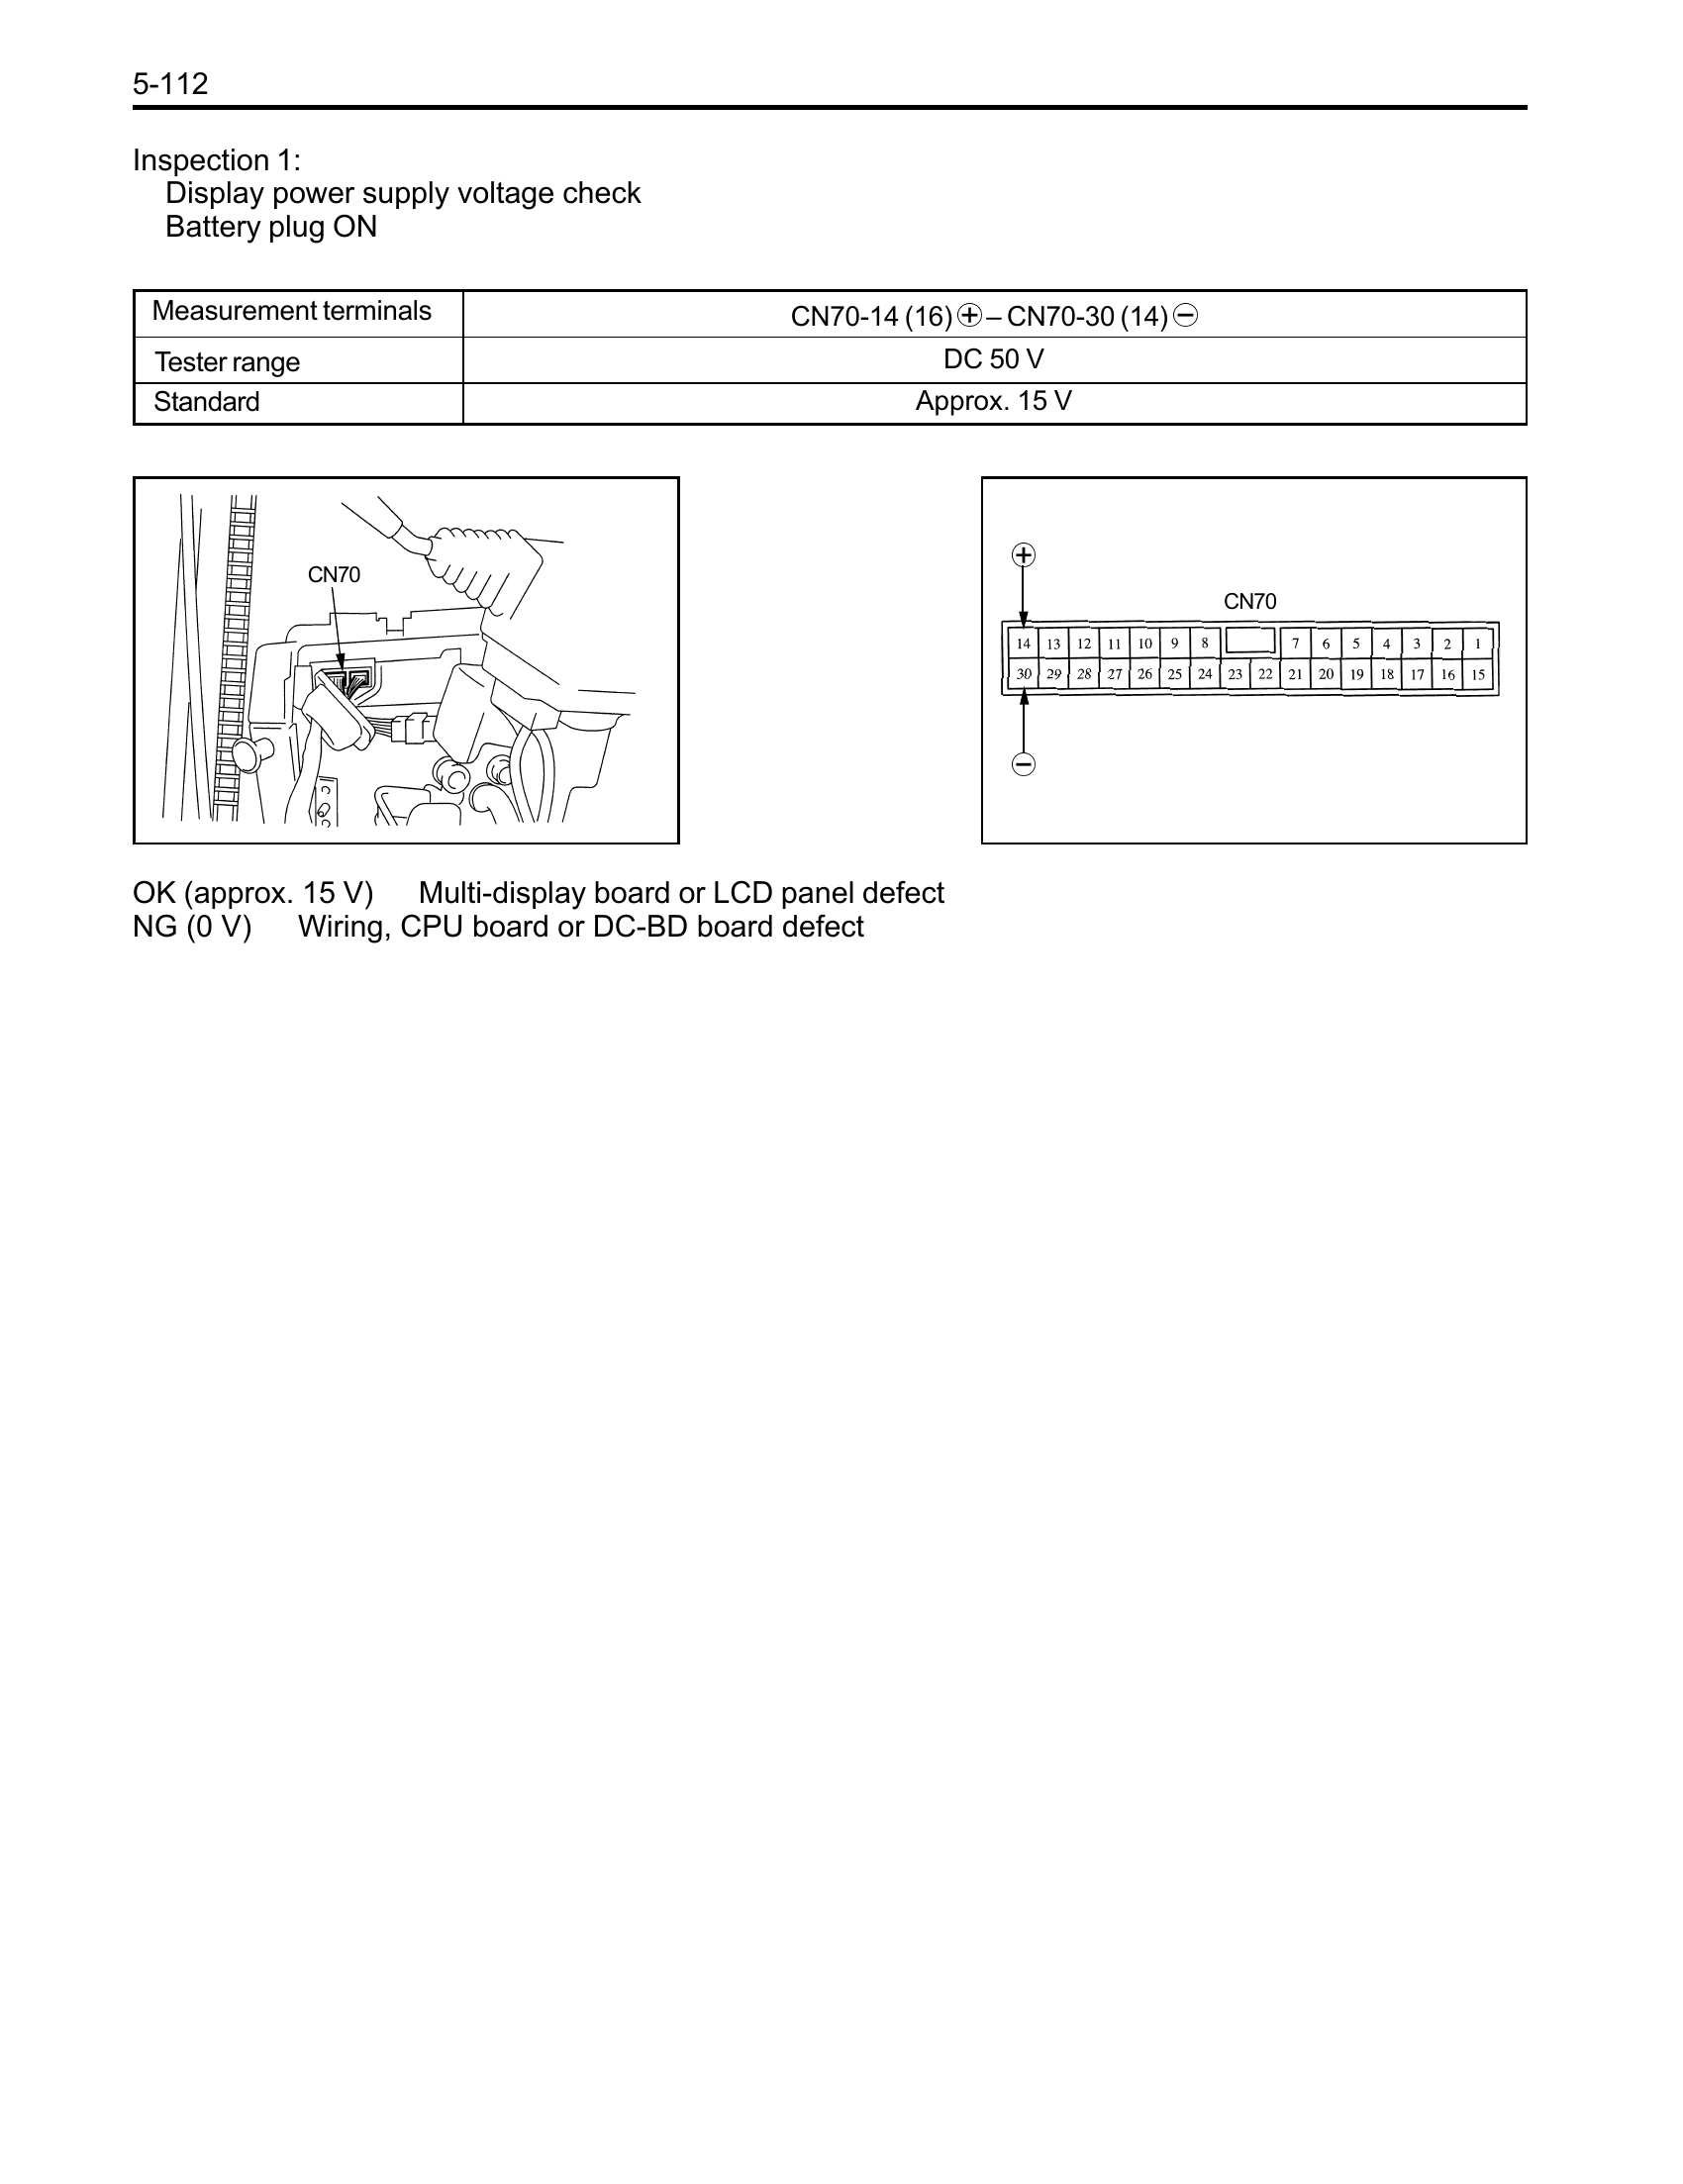 5-112
Inspection 1:
Display power supply voltage check
Battery plug ON
Measurement terminals CN70-14 (16) ⊕ – CN70-30 (14) ⊖
Tester range DC 50 V
Standard Approx. 15 V
CN70
⊕
CN70
14 13 12 11 10 9 8 7 6 5 4 3 2 1
30 29 28 27 26 25 24 23 22 21 20 19 18 17 16 15
⊖
OK (approx. 15 V) Multi-display board or LCD panel defect
NG (0 V) Wiring, CPU board or DC-BD board defect